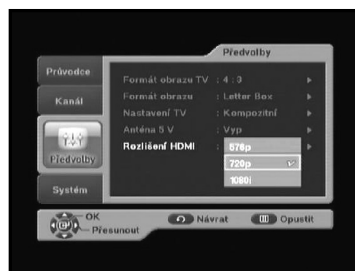 Předvolby
Průvodce
Kanál
Předvolby
Systém
Formát obrazu TV : 4 : 3
Formát obrazu : Letter Box
Nastavení TV : Kompozitní
Anténa 5 V : Vyp
Rozlišení HDMI : 576p
720p
1080i
OK
Přesunout
Návrat
Opustit